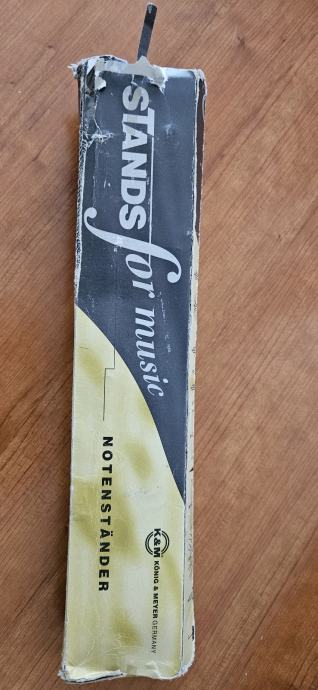 STANDS for music
NOTENSTÄNDER
K&M KÖNIG & MEYER GERMANY